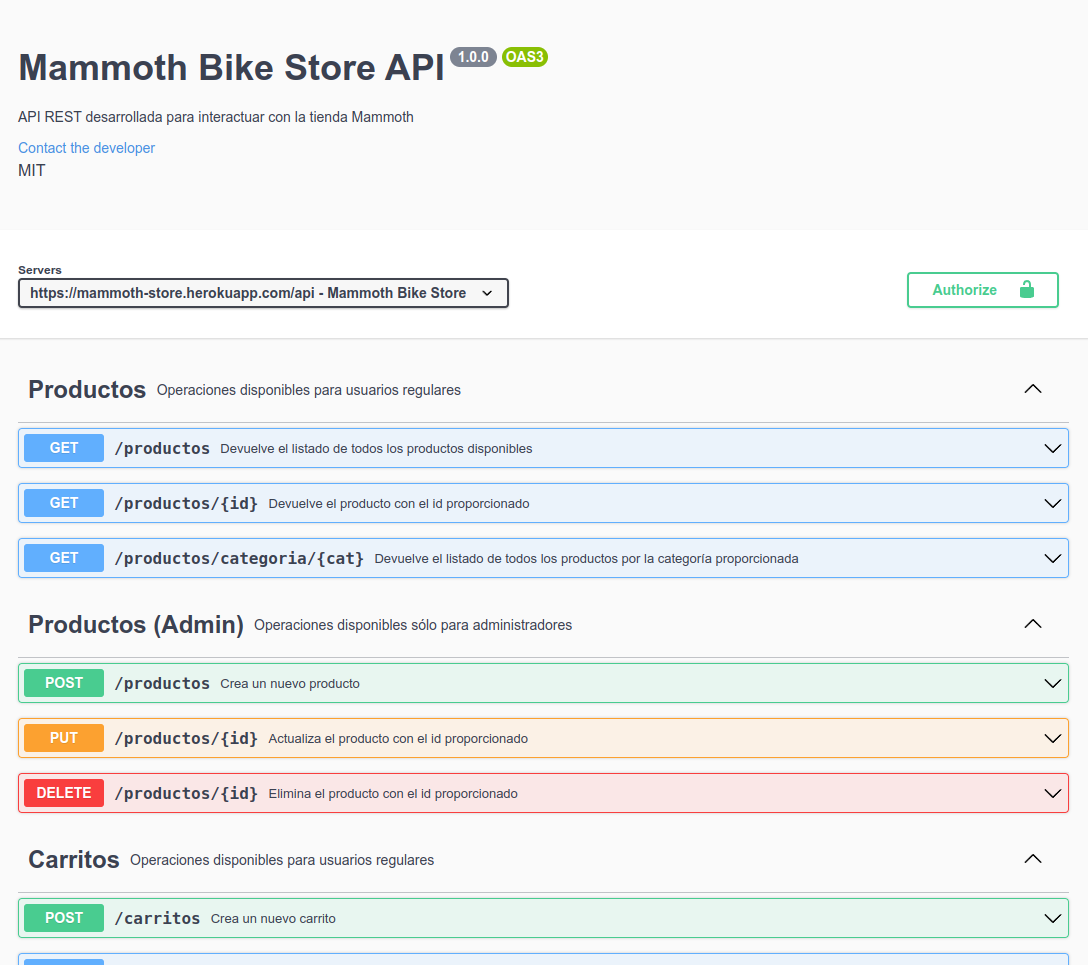 Mammoth Bike Store API 1.0.0 OAS3
API REST desarrollada para interactuar con la tienda Mammoth
Contact the developer
MIT
Servers
https://mammoth-store.herokuapp.com/api - Mammoth Bike Store
Authorize
Productos Operaciones disponibles para usuarios regulares
GET /productos Devuelve el listado de todos los productos disponibles
GET /productos/{id} Devuelve el producto con el id proporcionado
GET /productos/categoria/{cat} Devuelve el listado de todos los productos por la categoría proporcionada
Productos (Admin) Operaciones disponibles sólo para administradores
POST /productos Crea un nuevo producto
PUT /productos/{id} Actualiza el producto con el id proporcionado
DELETE /productos/{id} Elimina el producto con el id proporcionado
Carritos Operaciones disponibles para usuarios regulares
POST /carritos Crea un nuevo carrito